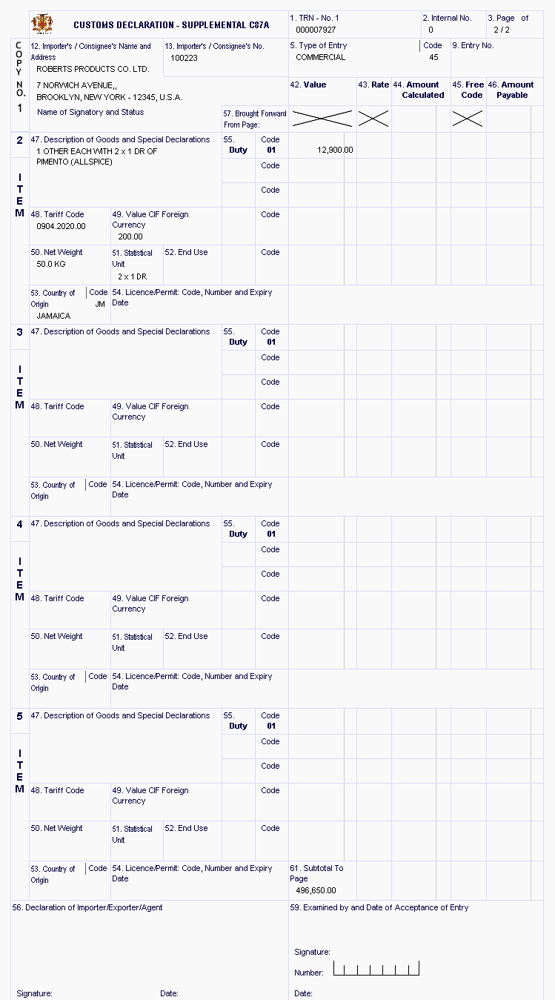 CUSTOMS DECLARATION - SUPPLEMENTAL C87A
1. TRN - No. 1
000007927
2. Internal No.
0
3. Page of
2 / 2
COPY NO. 1
12. Importer's / Consignee's Name and Address
ROBERTS PRODUCTS CO. LTD.
7 NORWICH AVENUE,,
BROOKLYN, NEW YORK - 12345, U.S.A.
13. Importer's / Consignee's No.
100223
5. Type of Entry
COMMERCIAL
Code
45
9. Entry No.
Name of Signatory and Status
57. Brought Forward
From Page:
42. Value
43. Rate
44. Amount
Calculated
45. Free
Code
46. Amount
Payable
2
ITEM
47. Description of Goods and Special Declarations
1 OTHER EACH WITH 2 x 1 DR OF
PIMENTO (ALLSPICE)
55.
Duty
Code
01
12,900.00
Code
Code
48. Tariff Code
0904.2020.00
49. Value CIF Foreign
Currency
200.00
Code
50. Net Weight
50.0 KG
51. Statistical
Unit
2 x 1 DR
52. End Use
Code
53. Country of
Origin
JAMAICA
Code
JM
54. Licence/Permit: Code, Number and Expiry
Date
3
ITEM
47. Description of Goods and Special Declarations
55.
Duty
Code
01
Code
Code
48. Tariff Code
49. Value CIF Foreign
Currency
Code
50. Net Weight
51. Statistical
Unit
52. End Use
Code
53. Country of
Origin
Code
54. Licence/Permit: Code, Number and Expiry
Date
4
ITEM
47. Description of Goods and Special Declarations
55.
Duty
Code
01
Code
Code
48. Tariff Code
49. Value CIF Foreign
Currency
Code
50. Net Weight
51. Statistical
Unit
52. End Use
Code
53. Country of
Origin
Code
54. Licence/Permit: Code, Number and Expiry
Date
5
ITEM
47. Description of Goods and Special Declarations
55.
Duty
Code
01
Code
Code
48. Tariff Code
49. Value CIF Foreign
Currency
Code
50. Net Weight
51. Statistical
Unit
52. End Use
Code
53. Country of
Origin
Code
54. Licence/Permit: Code, Number and Expiry
Date
61. Subtotal To
Page
496,650.00
56. Declaration of Importer/Exporter/Agent
Signature:
Date:
59. Examined by and Date of Acceptance of Entry
Signature:
Number:
Date: